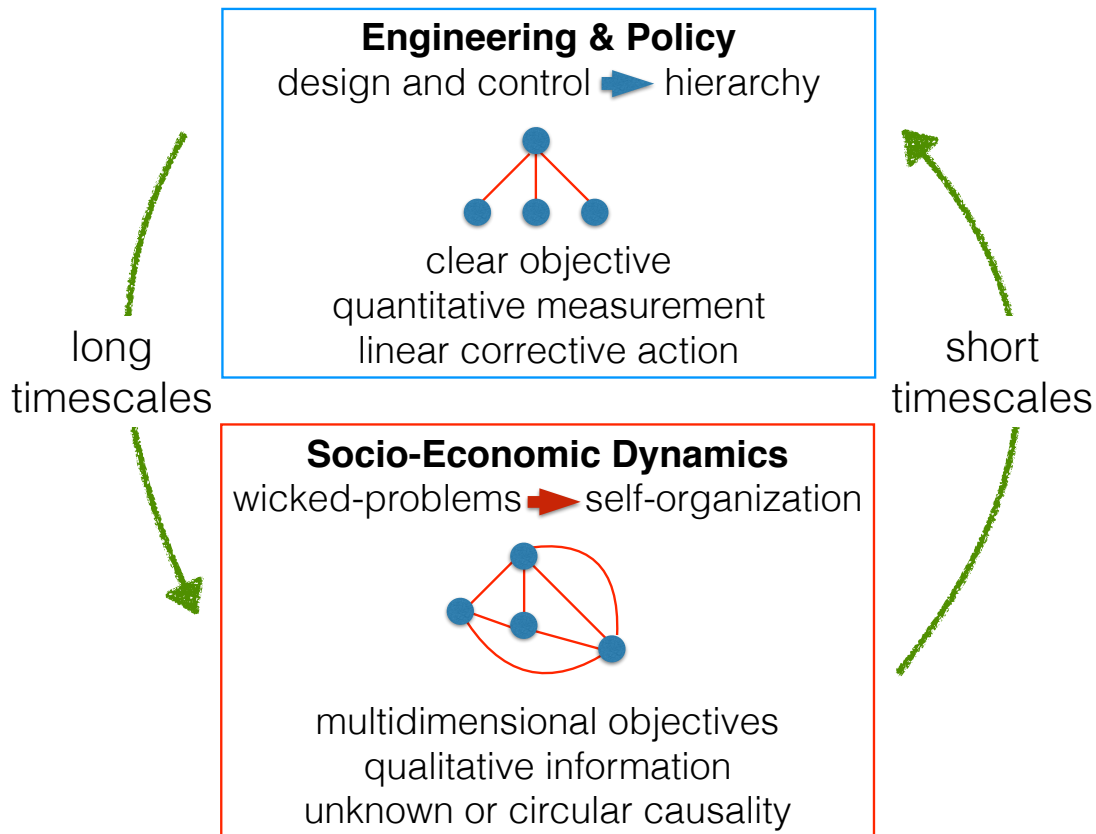 Engineering & Policy
design and control hierarchy
clear objective
quantitative measurement
linear corrective action
long
timescales
short
timescales
Socio-Economic Dynamics
wicked-problems self-organization
multidimensional objectives
qualitative information
unknown or circular causality